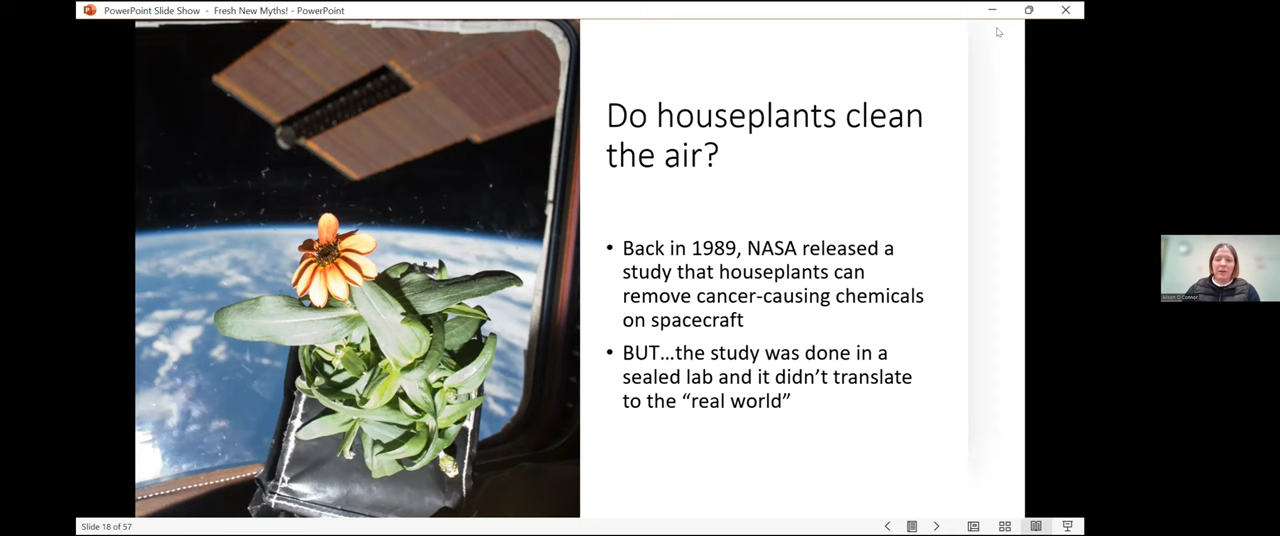 PowerPoint Slide Show - Fresh New Myths! - PowerPoint
Do houseplants clean
the air?
• Back in 1989, NASA released a
study that houseplants can
remove cancer-causing chemicals
on spacecraft
• BUT...the study was done in a
sealed lab and it didn't translate
to the "real world"
Alison O'Connor
Slide 18 of 57